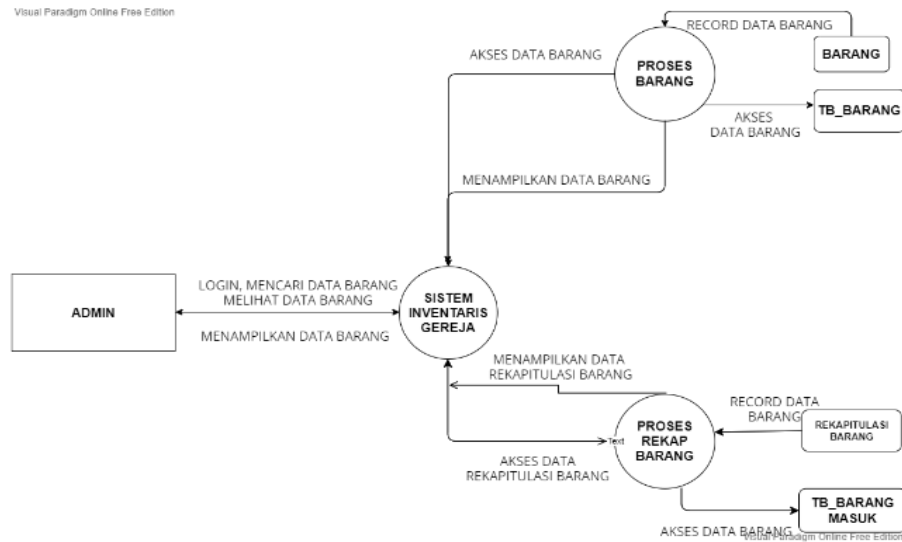 Visual Paradigm Online Free Edition
RECORD DATA BARANG
BARANG
AKSES DATA BARANG
PROSES
BARANG
TB_BARANG
AKSES
DATA BARANG
MENAMPILKAN DATA BARANG
ADMIN
LOGIN, MENCARI DATA BARANG
MELIHAT DATA BARANG
MENAMPILKAN DATA BARANG
SISTEM
INVENTARIS
GEREJA
MENAMPILKAN DATA
REKAPITULASI BARANG
RECORD DATA
BARANG
REKAPITULASI
BARANG
Text
PROSES
REKAP
BARANG
AKSES DATA
REKAPITULASI BARANG
TB_BARANG
MASUK
AKSES DATA BARANG
Visual Paradigm Online Free Edition